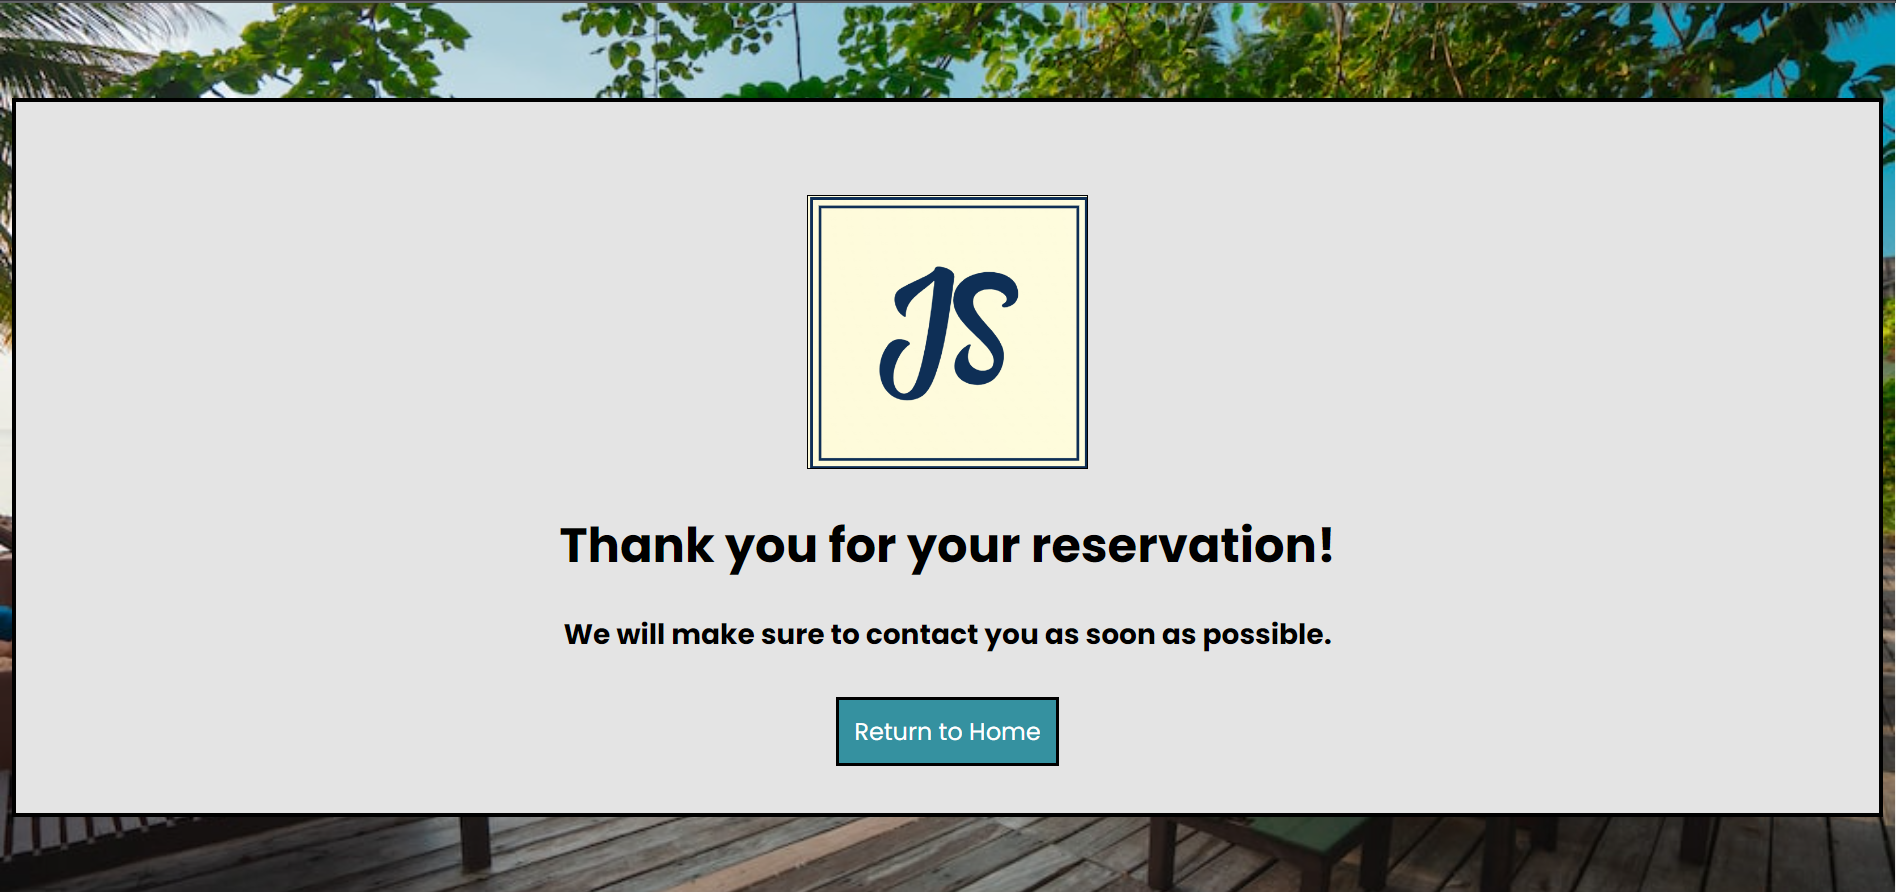 JS
Thank you for your reservation!
We will make sure to contact you as soon as possible.
Return to Home